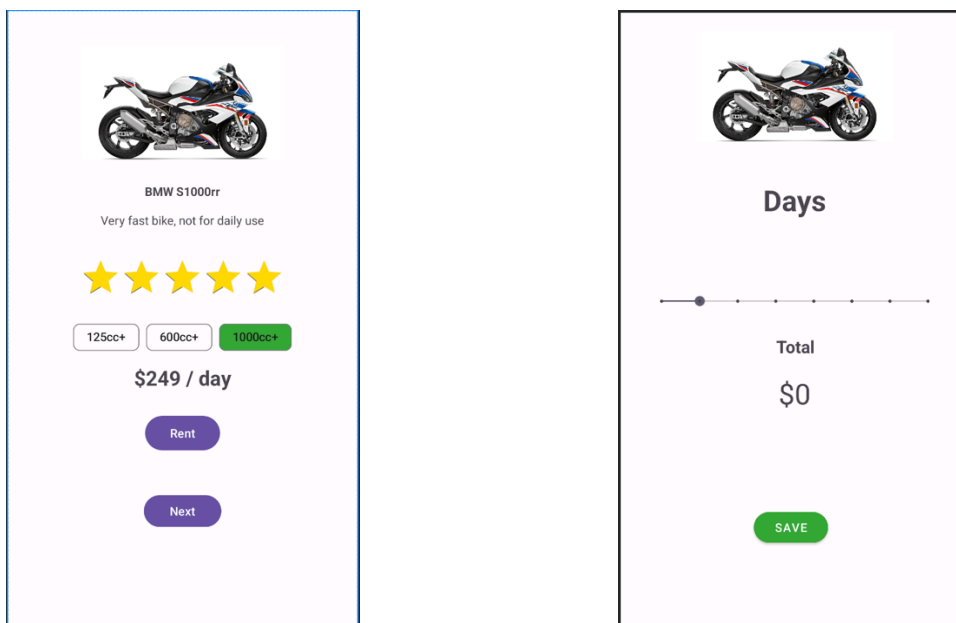 BMW S1000rr
Very fast bike, not for daily use
125cc+ 600cc+ 1000cc+
$249 / day
Rent
Next
Days
Total
$0
SAVE